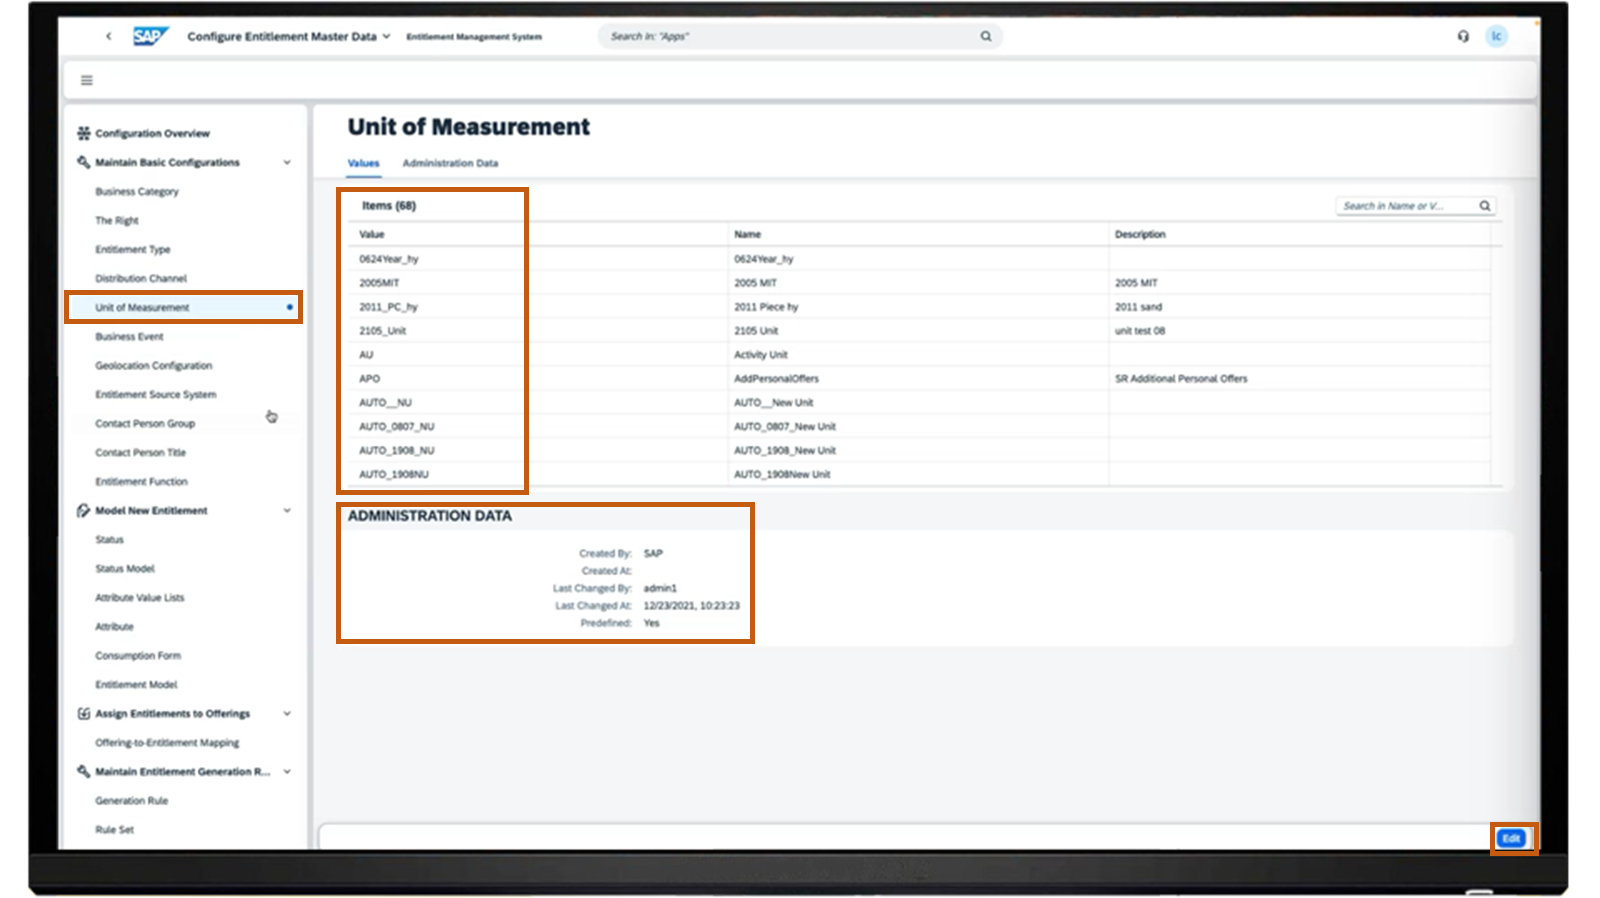 SAP Configure Entitlement Master Data Entitlement Management System Search In: "Apps" lc
Configuration Overview
Maintain Basic Configurations
Business Category
The Right
Entitlement Type
Distribution Channel
Unit of Measurement
Business Event
Geolocation Configuration
Entitlement Source System
Contact Person Group
Contact Person Title
Entitlement Function
Model New Entitlement
Status
Status Model
Attribute Value Lists
Attribute
Consumption Form
Entitlement Model
Assign Entitlements to Offerings
Offering-to-Entitlement Mapping
Maintain Entitlement Generation R...
Generation Rule
Rule Set
Unit of Measurement
Values Administration Data
Items (68) Search in Name or V...
Value Name Description
0624Year_hy 0624Year_hy
2005MIT 2005 MIT 2005 MIT
2011_PC_hy 2011 Piece hy 2011 sand
2105_Unit 2105 Unit unit test 08
AU Activity Unit
APO AddPersonalOffers SR Additional Personal Offers
AUTO__NU AUTO__New Unit
AUTO_0807_NU AUTO_0807_New Unit
AUTO_1908_NU AUTO_1908_New Unit
AUTO_1908NU AUTO_1908New Unit
ADMINISTRATION DATA
Created By: SAP
Created At:
Last Changed By: admin1
Last Changed At: 12/23/2021, 10:23:23
Predefined: Yes
Edit